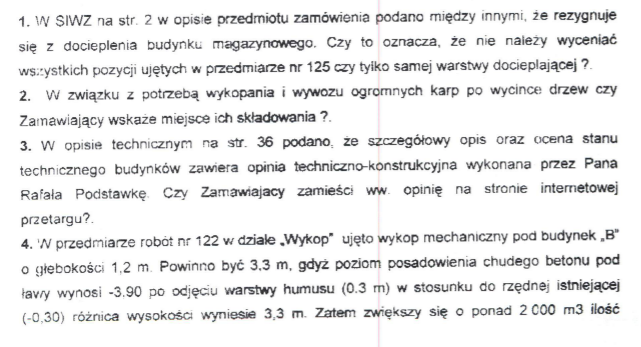 1. W SIWZ na str. 2 w opisie przedmiotu zamówienia podano między innymi, że rezygnuje
się z docieplenia budynku magazynowego. Czy to oznacza, że nie należy wyceniać
wszystkich pozycji ujętych w przedmiarze nr 125 czy tylko samej warstwy docieplającej ?.
2. W związku z potrzebą wykopania i wywozu ogromnych karp po wycince drzew czy
Zamawiający wskaże miejsce ich składowania ?.
3. W opisie technicznym na str. 36 podano, że szczegółowy opis oraz ocena stanu
technicznego budynków zawiera opinia techniczno-konstrukcyjna wykonana przez Pana
Rafała Podstawkę. Czy Zamawiajacy zamieści ww. opinię na stronie internetowej
przetargu?.
4. W przedmiarze robót nr 122 w dziale „Wykop" ujęto wykop mechaniczny pod budynek „B"
o głebokości 1,2 m. Powinno być 3,3 m, gdyż poziom posadowienia chudego betonu pod
ławy wynosi -3,90 po odjęciu warstwy humusu (0.3 m) w stosunku do rzędnej istniejącej
(-0,30) różnica wysokości wyniesie 3,3 m. Zatem zwiększy się o ponad 2 000 m3 ilość